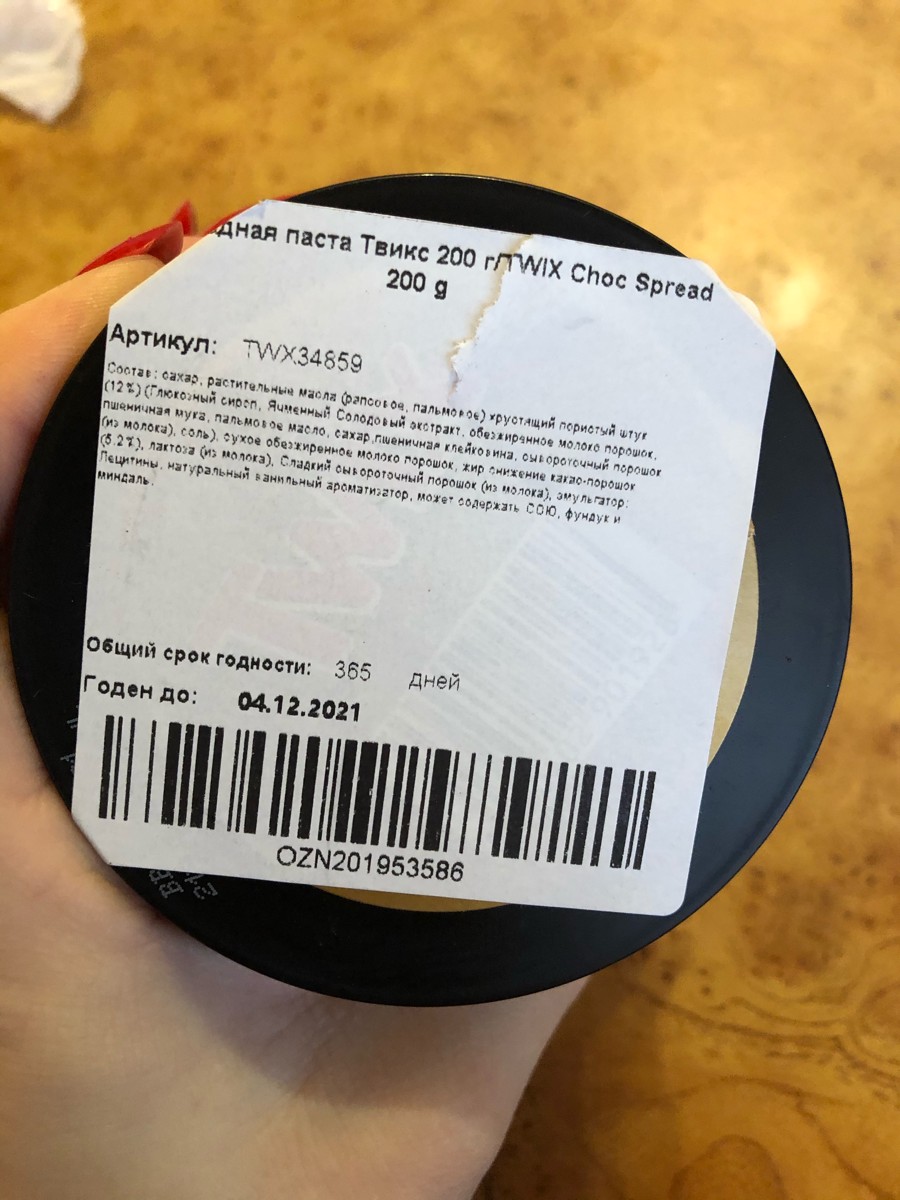 дная паста Твикс 200 г/TWIX Choc Spread
200 g
Артикул: TWX34859
Состав: сахар, растительные масла (рапсовое, пальмовое) хрустящий пористый штук
(12%) (Глюкозный сироп, Ячменный Солодовый экстракт, обезжиренное молоко порошок,
пшеничная мука, пальмовое масло, сахар,пшеничная клейковина, сывороточный порошок
(из молока), соль), сухое обезжиренное молоко порошок, жир снижение какао-порошок
(5.2%), лактоза (из молока), Сладкий сывороточный порошок (из молока), эмульгатор:
Лецитины, натуральный ванильный ароматизатор, может содержать СОЮ, фундук и
миндаль.
Общий срок годности: 365 дней
Годен до: 04.12.2021
OZN201953586